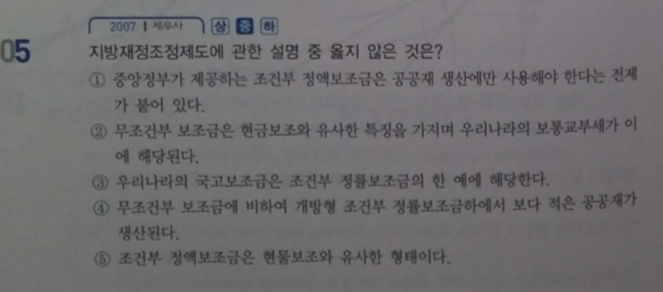 2007 세무사 상 중 하
05 지방재정조정제도에 관한 설명 중 옳지 않은 것은?
① 중앙정부가 제공하는 조건부 정액보조금은 공공재 생산에만 사용해야 한다는 전제
가 붙어 있다.
② 무조건부 보조금은 현금보조와 유사한 특징을 가지며 우리나라의 보통교부세가 이
에 해당된다.
③ 우리나라의 국고보조금은 조건부 정률보조금의 한 예에 해당한다.
④ 무조건부 보조금에 비하여 개방형 조건부 정률보조금하에서 보다 적은 공공재가
생산된다.
⑤ 조건부 정액보조금은 현물보조와 유사한 형태이다.